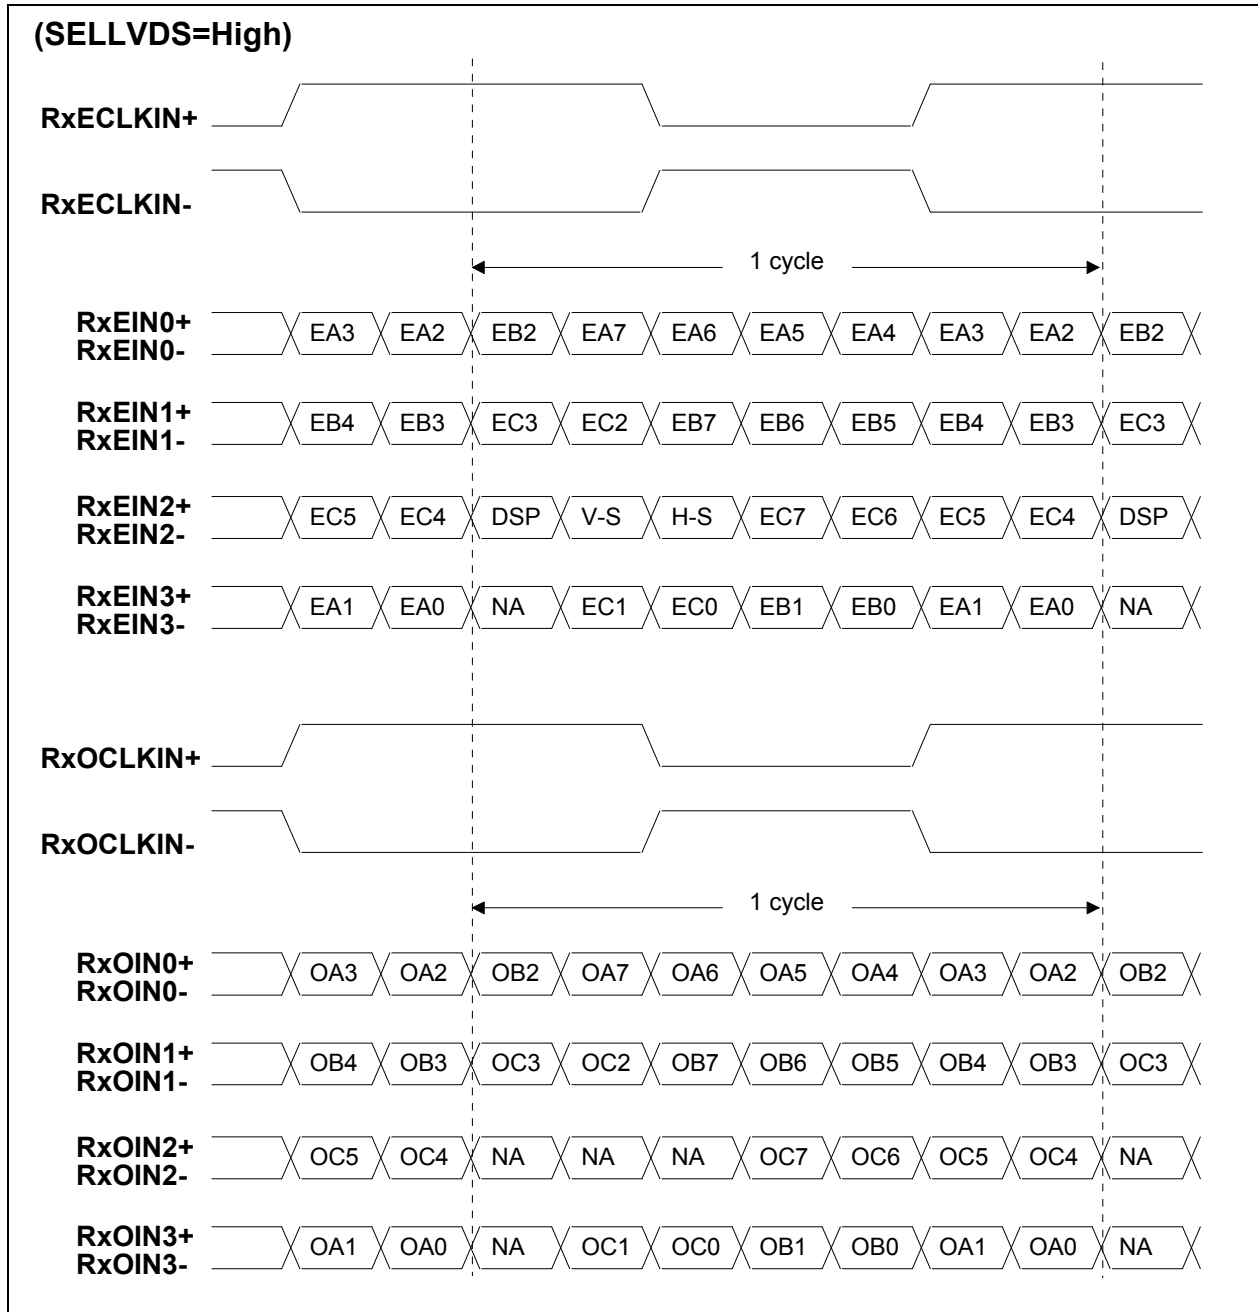 (SELLVDS=High)
RxECLKIN+
RxECLKIN-
1 cycle
RxEIN0+
RxEIN0-
EA3 EA2 EB2 EA7 EA6 EA5 EA4 EA3 EA2 EB2
RxEIN1+
RxEIN1-
EB4 EB3 EC3 EC2 EB7 EB6 EB5 EB4 EB3 EC3
RxEIN2+
RxEIN2-
EC5 EC4 DSP V-S H-S EC7 EC6 EC5 EC4 DSP
RxEIN3+
RxEIN3-
EA1 EA0 NA EC1 EC0 EB1 EB0 EA1 EA0 NA
RxOCLKIN+
RxOCLKIN-
1 cycle
RxOIN0+
RxOIN0-
OA3 OA2 OB2 OA7 OA6 OA5 OA4 OA3 OA2 OB2
RxOIN1+
RxOIN1-
OB4 OB3 OC3 OC2 OB7 OB6 OB5 OB4 OB3 OC3
RxOIN2+
RxOIN2-
OC5 OC4 NA NA NA OC7 OC6 OC5 OC4 NA
RxOIN3+
RxOIN3-
OA1 OA0 NA OC1 OC0 OB1 OB0 OA1 OA0 NA